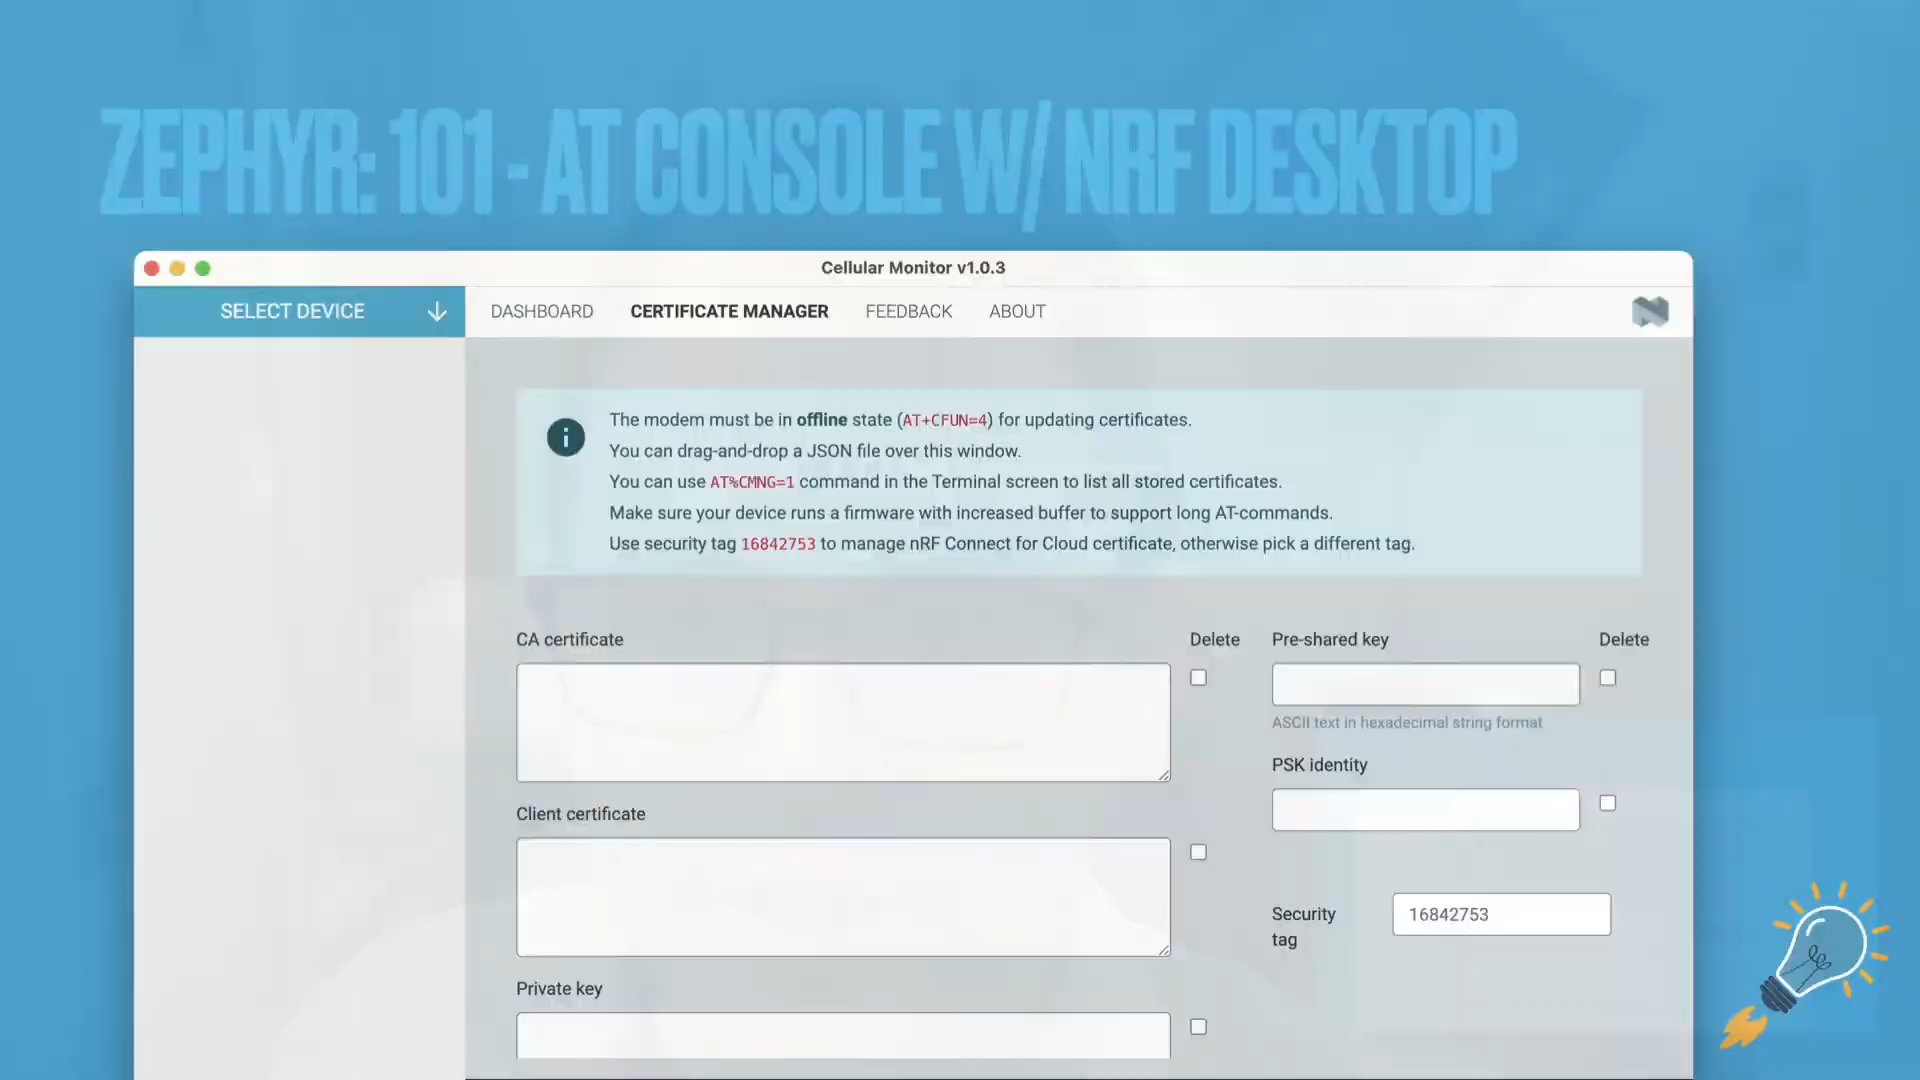 ZEPHYR: 101 - AT CONSOLE W/ NRF DESKTOP
Cellular Monitor v1.0.3
SELECT DEVICE
DASHBOARD
CERTIFICATE MANAGER
FEEDBACK
ABOUT
The modem must be in offline state (AT+CFUN=4) for updating certificates.
You can drag-and-drop a JSON file over this window.
You can use AT%CMNG=1 command in the Terminal screen to list all stored certificates.
Make sure your device runs a firmware with increased buffer to support long AT-commands.
Use security tag 16842753 to manage nRF Connect for Cloud certificate, otherwise pick a different tag.
CA certificate
Delete
Pre-shared key
Delete
ASCII text in hexadecimal string format
PSK identity
Client certificate
Security
tag
16842753
Private key